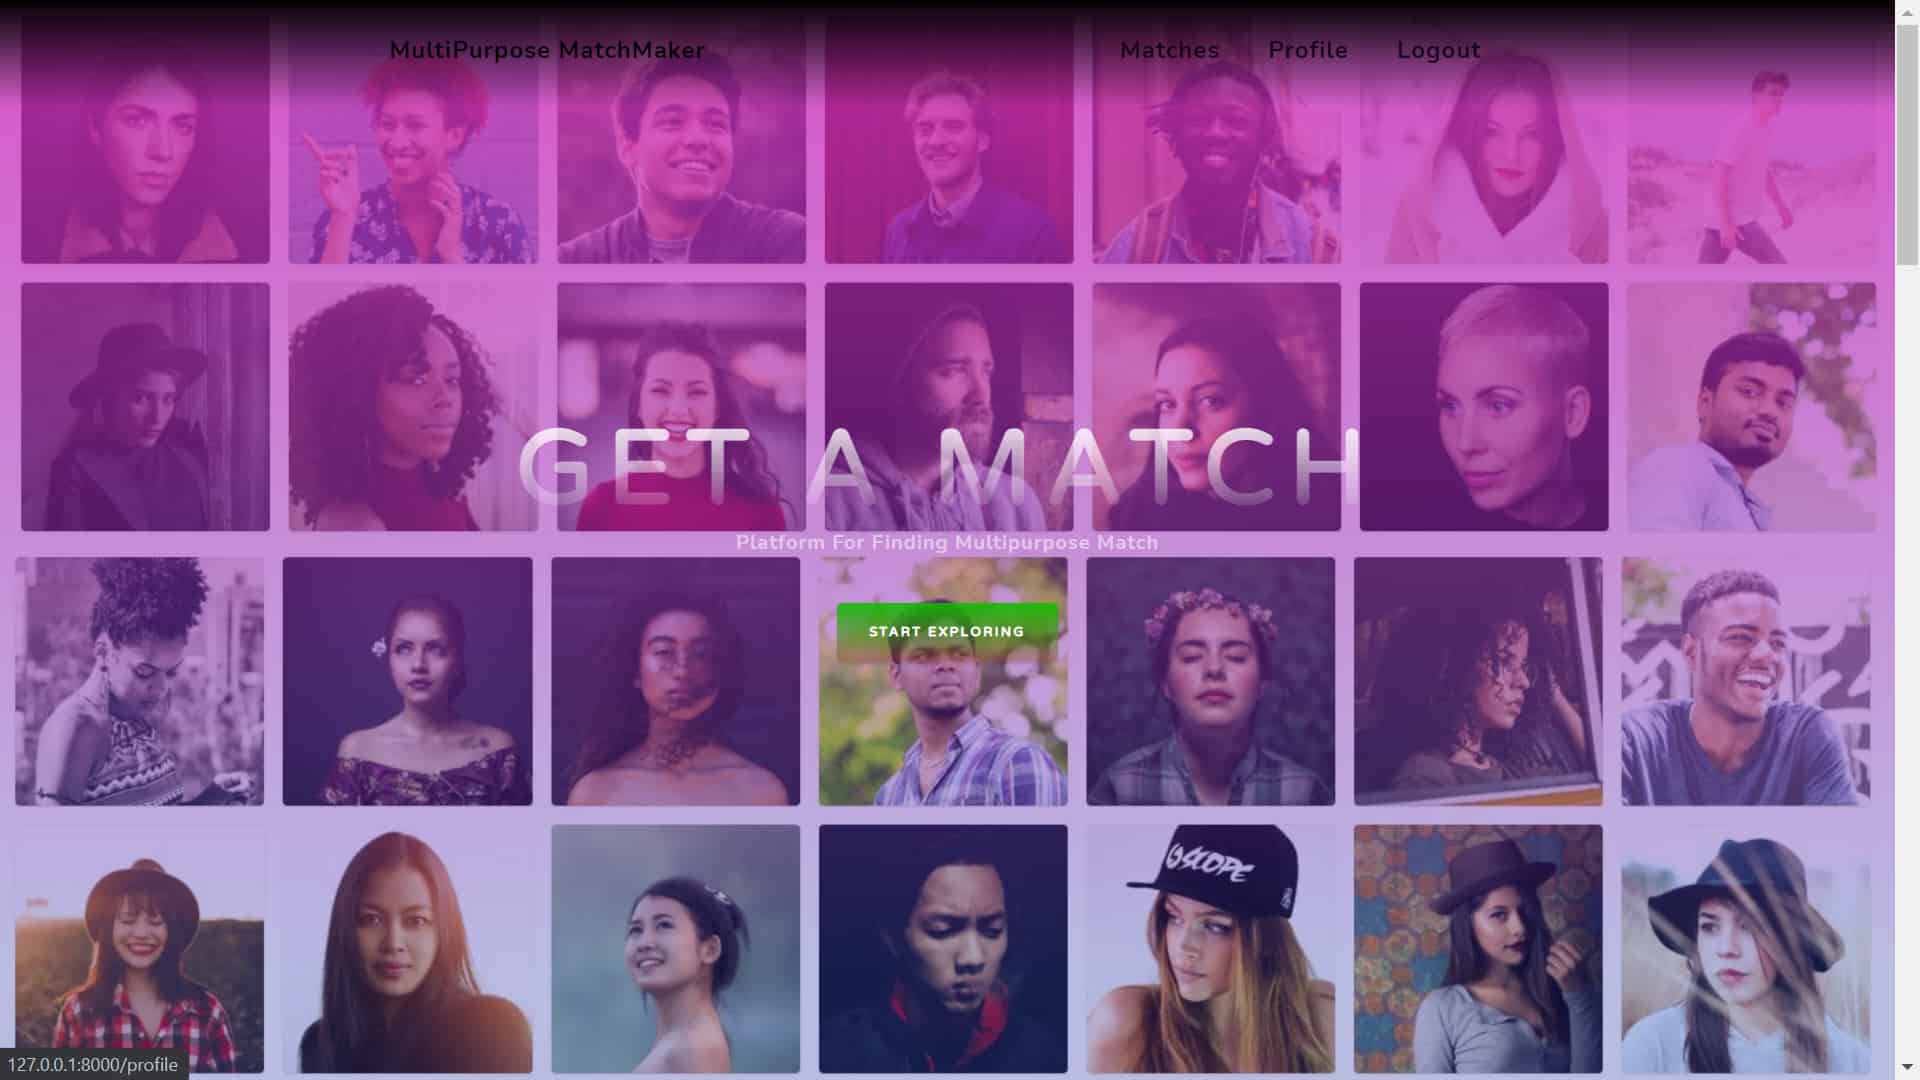 MultiPurpose MatchMaker
Matches
Profile
Logout
GET A MATCH
Platform For Finding Multipurpose Match
START EXPLORING
127.0.0.1:8000/profile